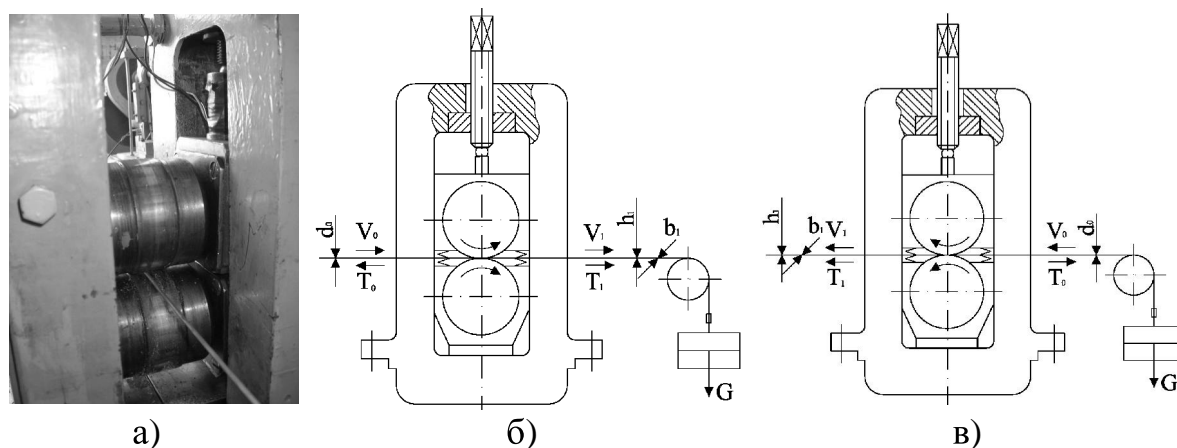 d₀
V₀
T₀
V₁
T₁
h₁
b₁
G
h₁
b₁
V₁
T₁
V₀
T₀
d₀
G
а) б) в)